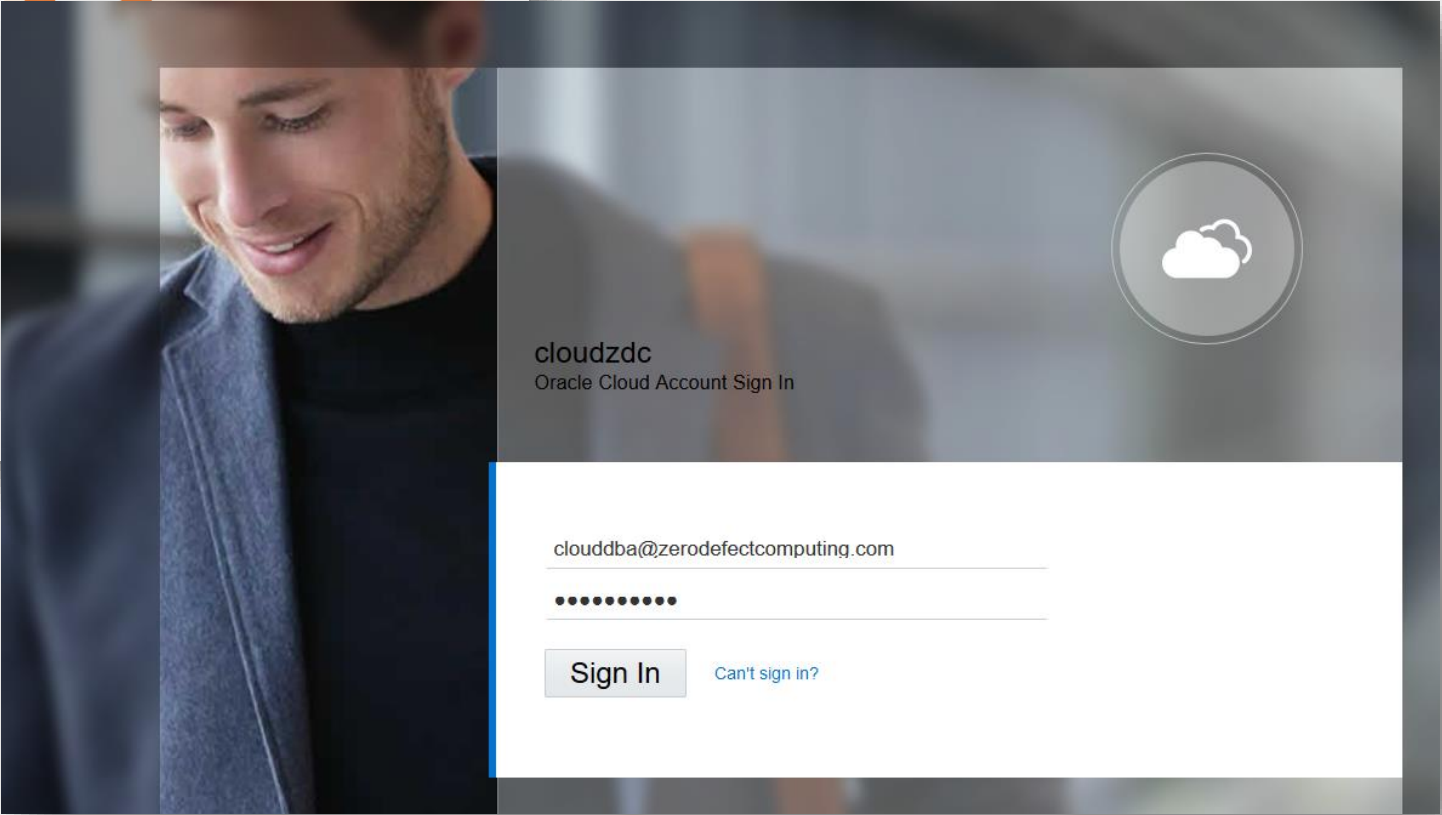 cloudzdc
Oracle Cloud Account Sign In
clouddba@zerodefectcomputing.com
●●●●●●●●●●
Sign In Can't sign in?